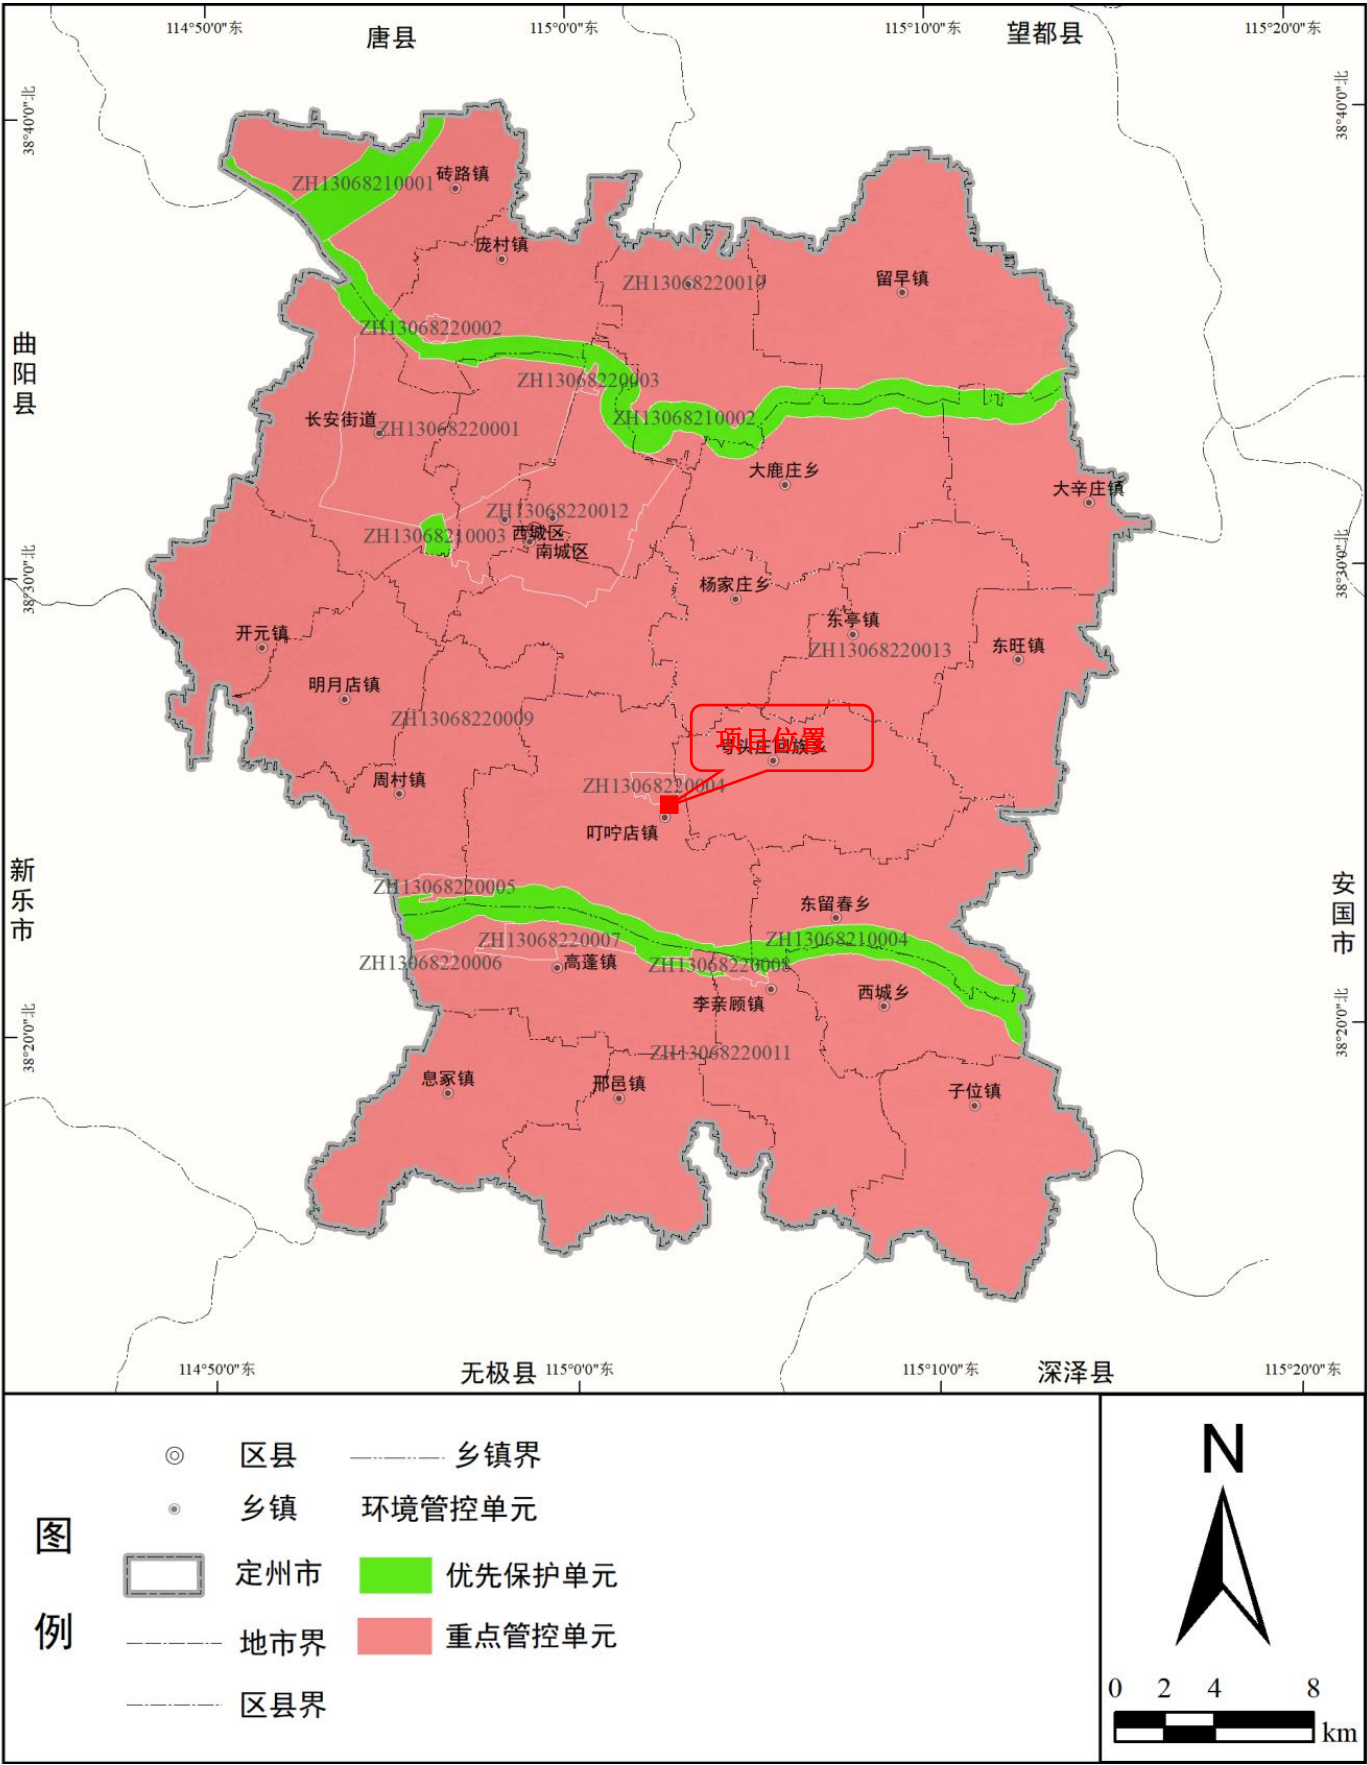 114°50'0"东
唐县
115°0'0"东
115°10'0"东
望都县
115°20'0"东
38°40'0"北
38°40'0"北
ZH13068210001
砖路镇
庞村镇
ZH13068220010
留早镇
ZH13068220002
曲阳县
ZH13068220003
长安街道
ZH13068220001
ZH13068210002
大鹿庄乡
大辛庄镇
ZH13068220012
ZH13068210003
西城区
南城区
38°30'0"北
38°30'0"北
杨家庄乡
东亭镇
开元镇
ZH13068220013
东旺镇
明月店镇
ZH13068220009
项目位置
号头庄回族乡
周村镇
ZH13068220004
叮咛店镇
新乐市
安国市
ZH13068220005
东留春乡
ZH13068220007
ZH13068210004
ZH13068220006
高蓬镇
ZH13068220008
李亲顾镇
西城乡
38°20'0"北
38°20'0"北
ZH13068220011
息冢镇
邢邑镇
子位镇
114°50'0"东
无极县
115°0'0"东
115°10'0"东
深泽县
115°20'0"东
图例
区县
乡镇界
乡镇
环境管控单元
定州市
优先保护单元
地市界
重点管控单元
区县界
N
0 2 4 8
km